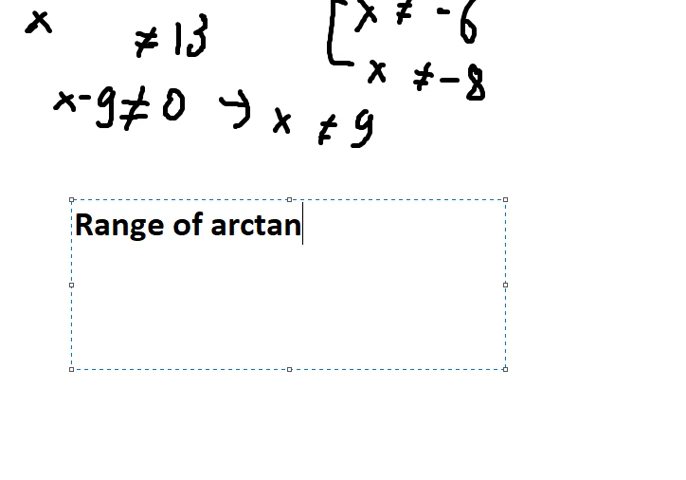 x ≠ 13
[x ≠ -6
x ≠ -8
x-9≠0 → x ≠ 9
Range of arctan